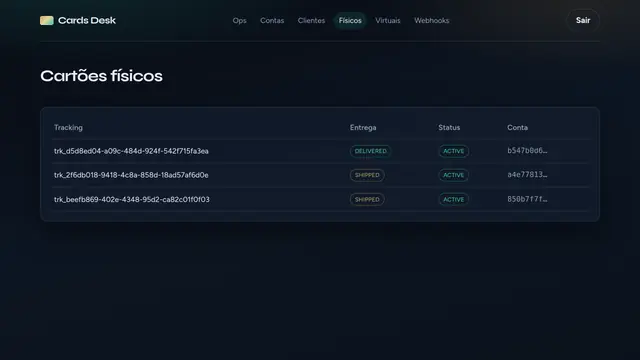 Cards Desk
Ops Contas Clientes Físicos Virtuais Webhooks
Sair
Cartões físicos
Tracking Entrega Status Conta
trk_d5d8ed04-a09c-484d-924f-542f715fa3ea DELIVERED ACTIVE b547b0d6…
trk_2f6db018-9418-4c8a-858d-18ad57af6d0e SHIPPED ACTIVE a4e77813…
trk_beefb869-402e-4348-95d2-ca82c01f0f03 SHIPPED ACTIVE 850b7f7f…